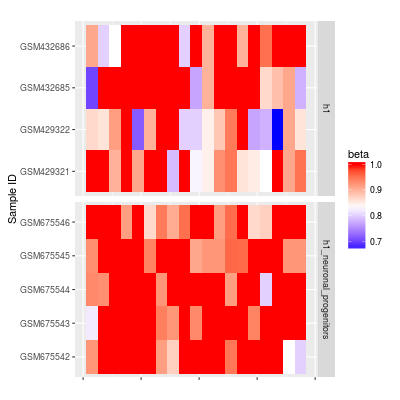 GSM432686
GSM432685
GSM429322
GSM429321
h1
GSM675546
GSM675545
GSM675544
GSM675543
GSM675542
h1_neuronal_progenitors
Sample ID
beta
1.0
0.9
0.8
0.7